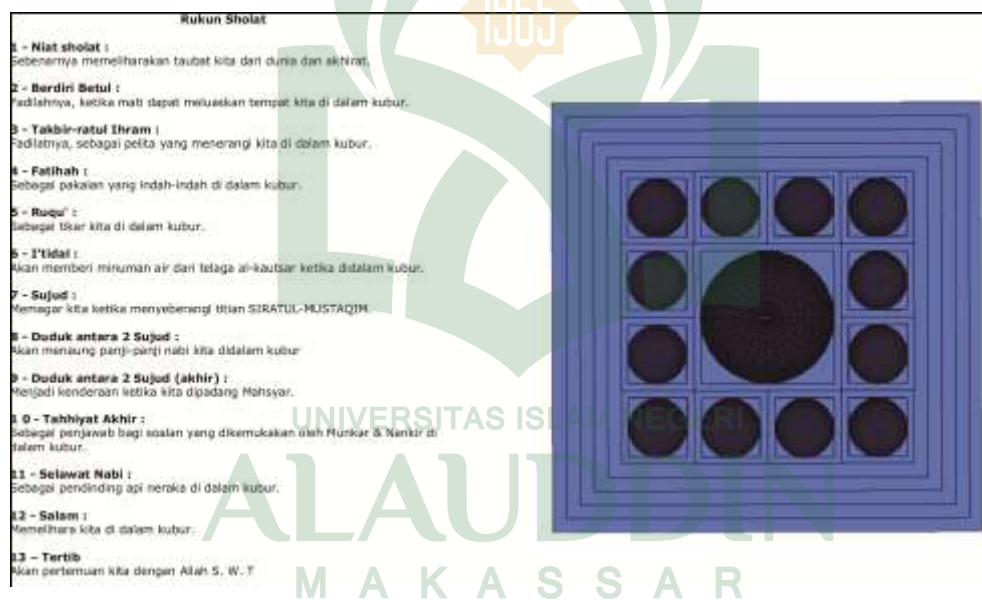 Rukun Sholat
1 - Niat sholat :
Sebenarnya memeliharakan taubat kita dari dunia dan akhirat.
2 - Berdiri Betul :
Fadilahnya, ketika mati dapat meluaskan tempat kita di dalam kubur.
3 - Takbir-ratul Ihram :
Fadilatnya, sebagai pelita yang menerangi kita di dalam kubur.
4 - Fatihah :
Sebagai pakaian yang indah-indah di dalam kubur.
5 - Ruqu' :
Sebagai tikar kita di dalam kubur.
6 - I'tidal :
Akan memberi minuman air dari telaga al-kautsar ketika didalam kubur.
7 - Sujud :
Memagar kita ketika menyeberangi titian SIRATUL-MUSTAQIM.
8 - Duduk antara 2 Sujud :
Akan menaung panji-panji nabi kita didalam kubur
9 - Duduk antara 2 Sujud (akhir) :
Menjadi kenderaan ketika kita dipadang Mahsyar.
1 0 - Tahhiyat Akhir :
Sebagai penjawab bagi soalan yang dikemukakan oleh Munkar & Nankir di
dalam kubur.
11 - Selawat Nabi :
Sebagai pendinding api neraka di dalam kubur.
12 - Salam :
Memelihara kita di dalam kubur.
13 – Tertib
Akan pertemuan kita dengan Allah S. W. T
1965
UNIVERSITAS ISLAM NEGERI
ALAUDDIN
MAKASSAR